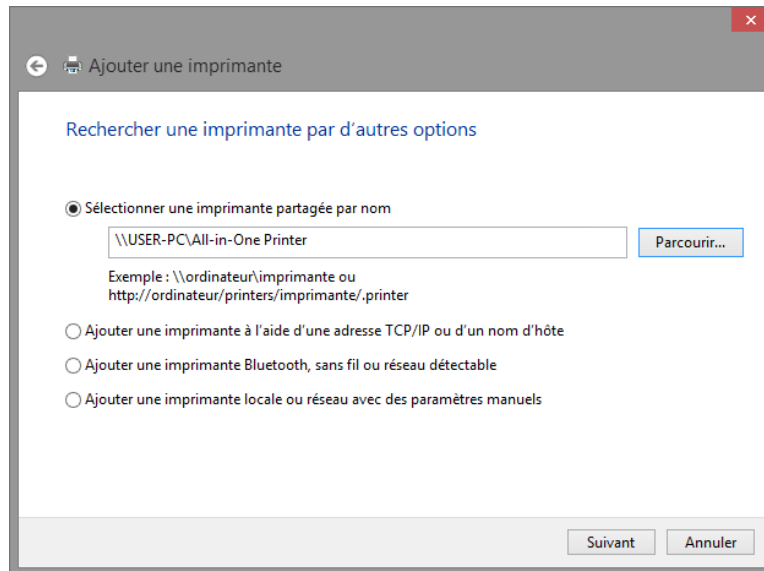 Ajouter une imprimante
Rechercher une imprimante par d'autres options
Sélectionner une imprimante partagée par nom
\\USER-PC\All-in-One Printer
Parcourir...
Exemple : \\ordinateur\imprimante ou
http://ordinateur/printers/imprimante/.printer
Ajouter une imprimante à l'aide d'une adresse TCP/IP ou d'un nom d'hôte
Ajouter une imprimante Bluetooth, sans fil ou réseau détectable
Ajouter une imprimante locale ou réseau avec des paramètres manuels
Suivant
Annuler